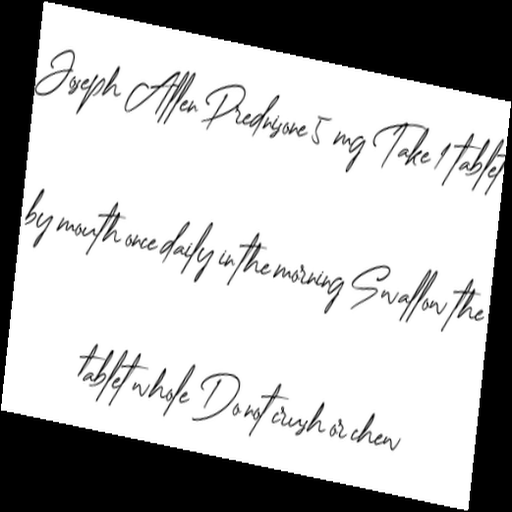 Joseph Allen Prednisone 5 mg Take 1 tablet
by mouth once daily in the morning Swallow the
tablet whole Do not crush or chew